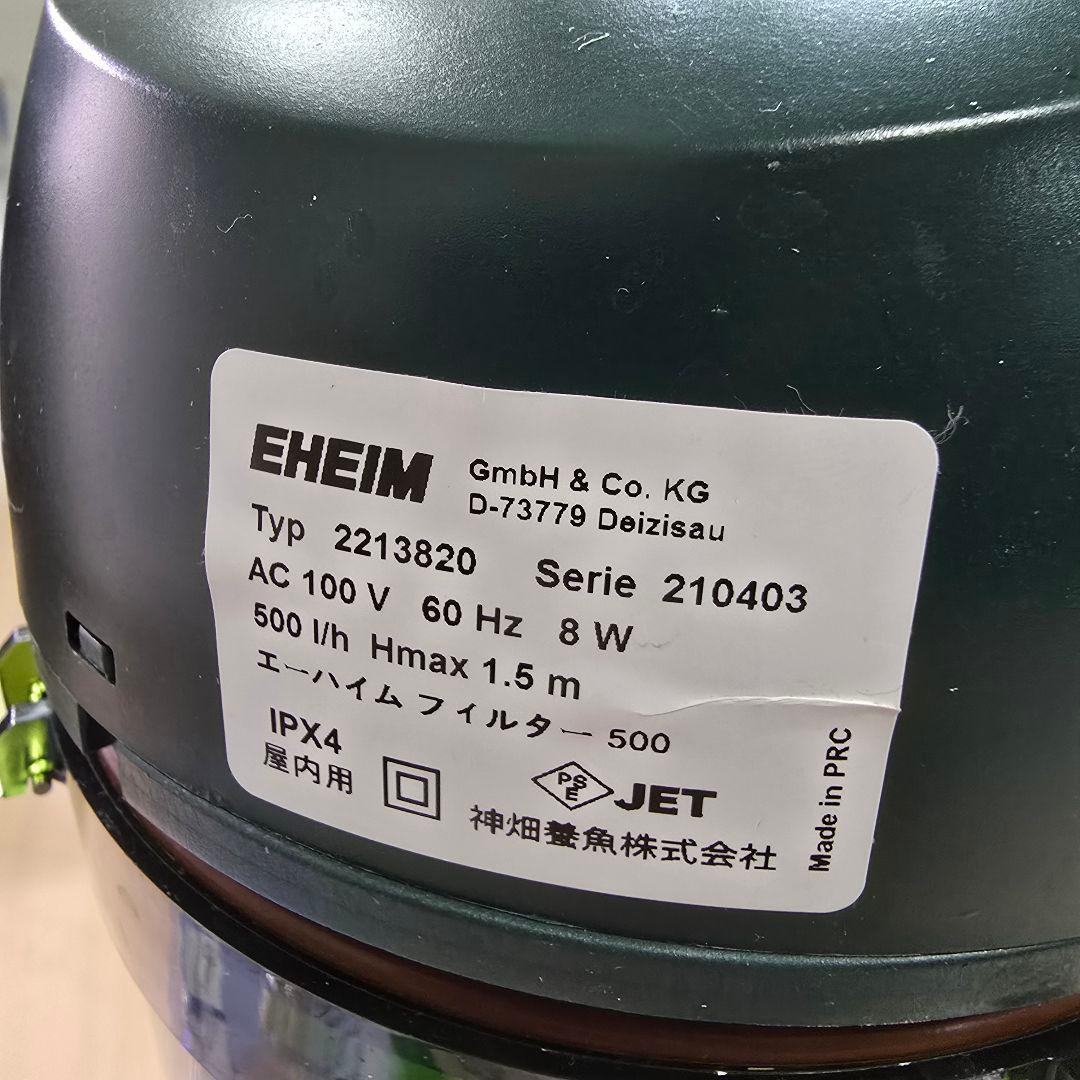 EHEIM GmbH & Co. KG
D-73779 Deizisau
Typ 2213820 Serie 210403
AC 100 V 60 Hz 8 W
500 l/h Hmax 1.5 m
エーハイム フィルター 500
IPX4
屋内用
PSE JET
神畑養魚株式会社
Made in PRC